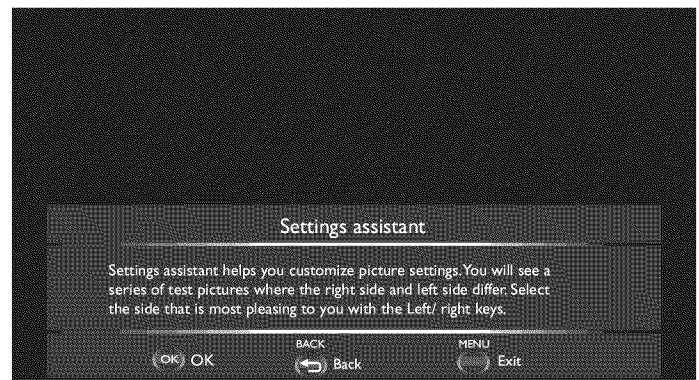 Settings assistant
Settings assistant helps you customize picture settings.You will see a
series of test pictures where the right side and left side differ. Select
the side that is most pleasing to you with the Left/ right keys.
BACK MENU
OK OK Back Exit